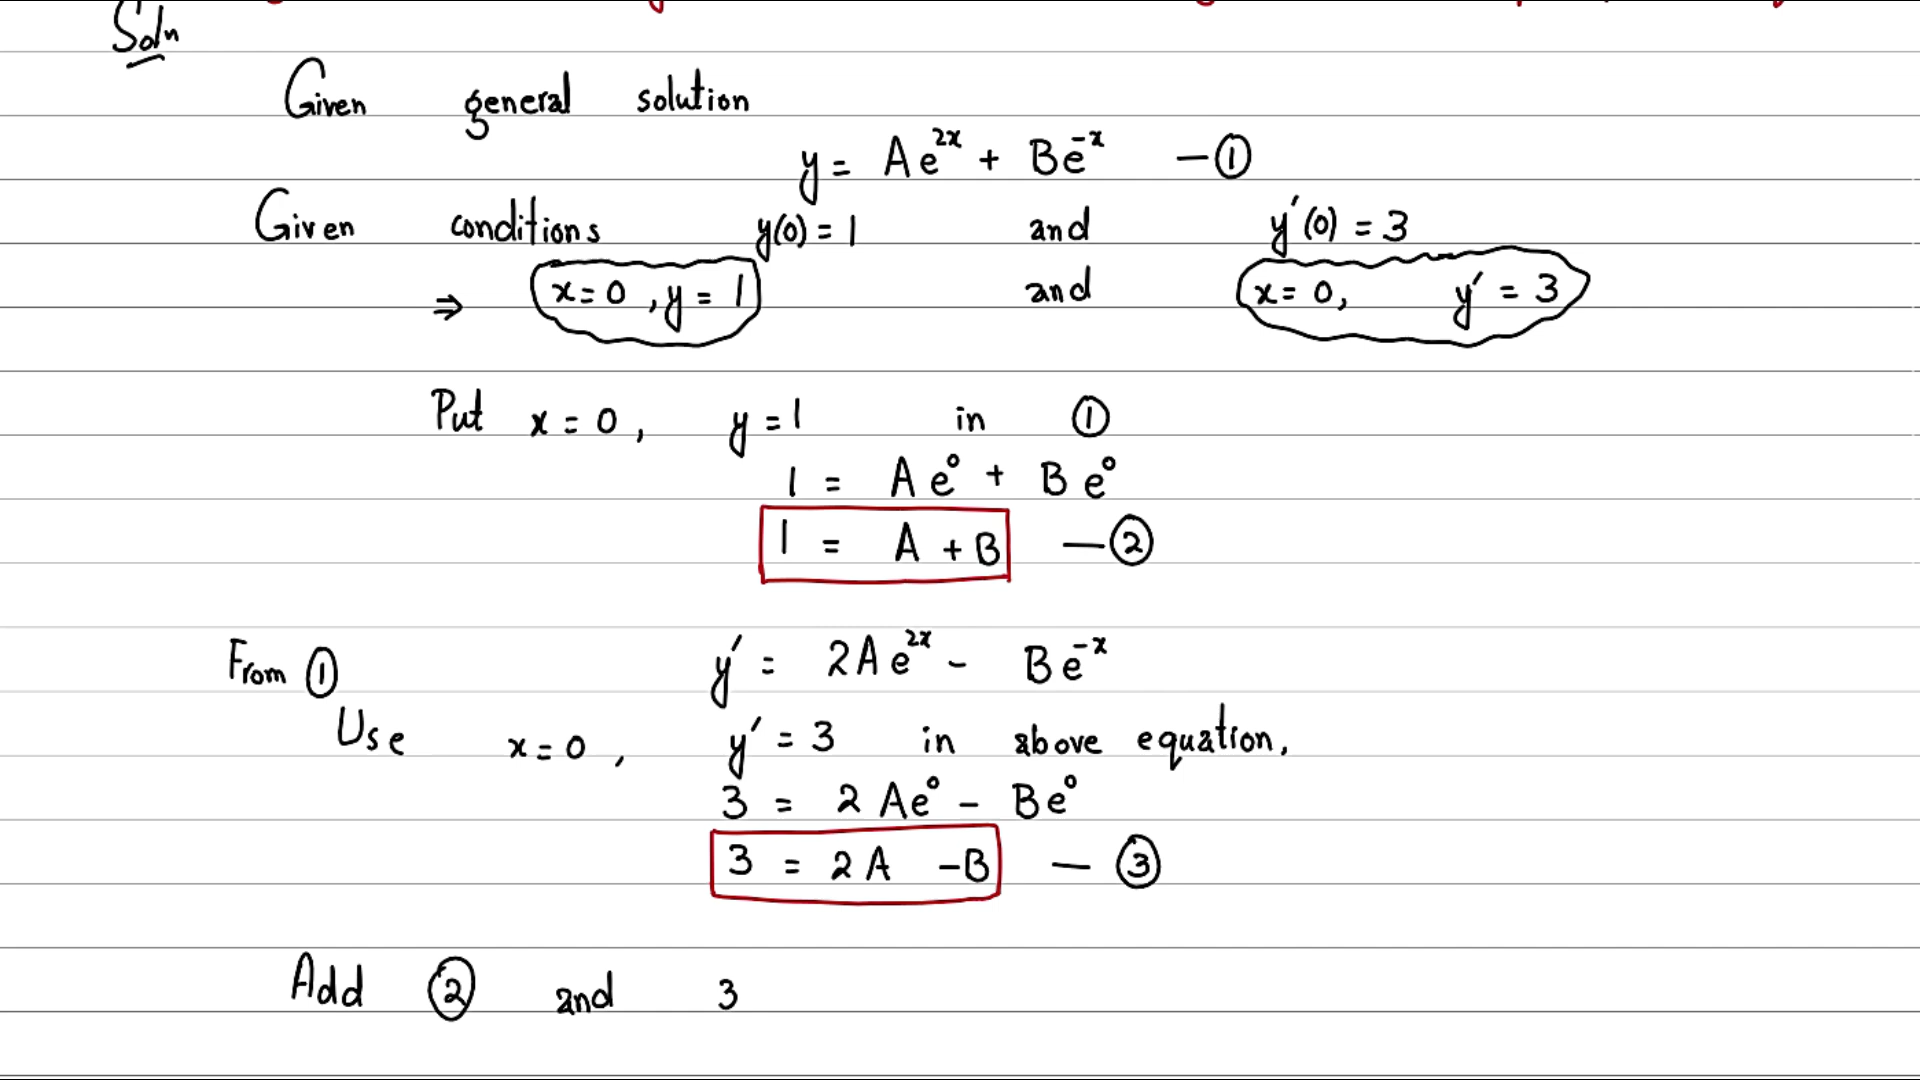 Soln
Given general solution
y = Ae^{2x} + Be^{-x} — ①
Given conditions y(0) = 1 and y'(0) = 3
⇒ x = 0, y = 1 and x = 0, y' = 3
Put x = 0, y = 1 in ①
1 = A e^0 + B e^0
1 = A + B — ②
From ① y' = 2Ae^{2x} - Be^{-x}
Use x = 0, y' = 3 in above equation.
3 = 2 Ae^0 - Be^0
3 = 2A - B — ③
Add ② and 3